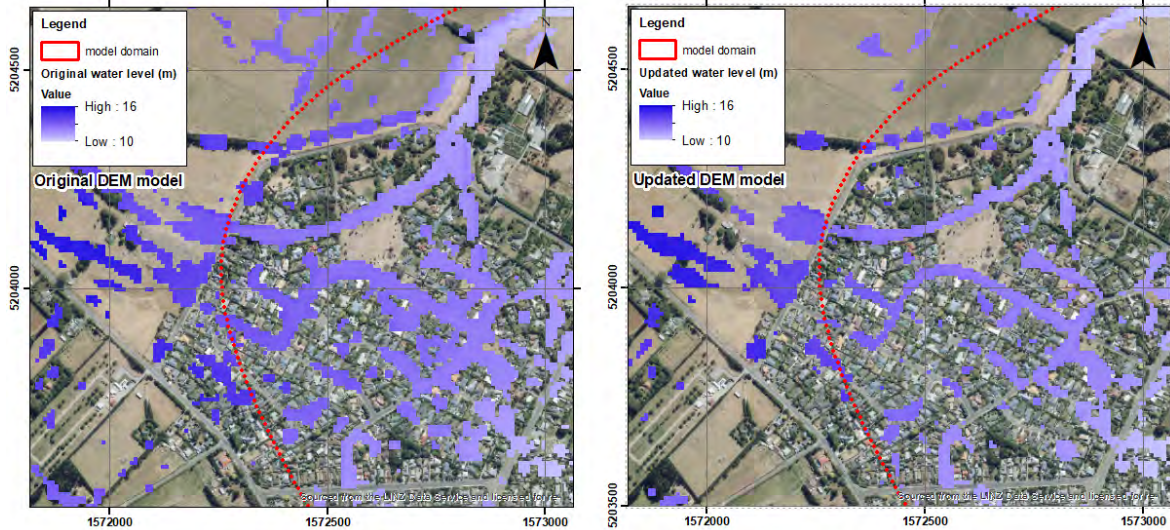 Legend
model domain
Original water level (m)
Value
High : 16
Low : 10
Original DEM model
N
5204500
5204000
Sourced from the LINZ Data Service and licensed for re-
1572000
1572500
1573000
Legend
model domain
Updated water level (m)
Value
High : 16
Low : 10
Updated DEM model
N
5204500
5204000
5203500
Sourced from the LINZ Data Service and licensed for re-
1572000
1572500
1573000